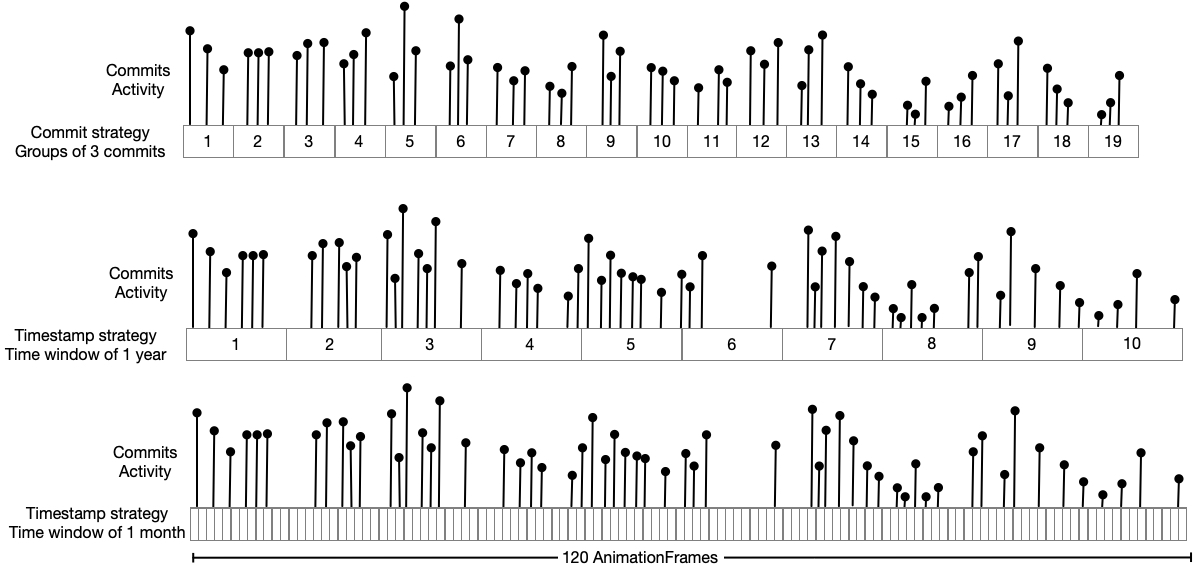 Commits
Activity
Commit strategy
Groups of 3 commits
1 2 3 4 5 6 7 8 9 10 11 12 13 14 15 16 17 18 19
Commits
Activity
Timestamp strategy
Time window of 1 year
1 2 3 4 5 6 7 8 9 10
Commits
Activity
Timestamp strategy
Time window of 1 month
120 AnimationFrames